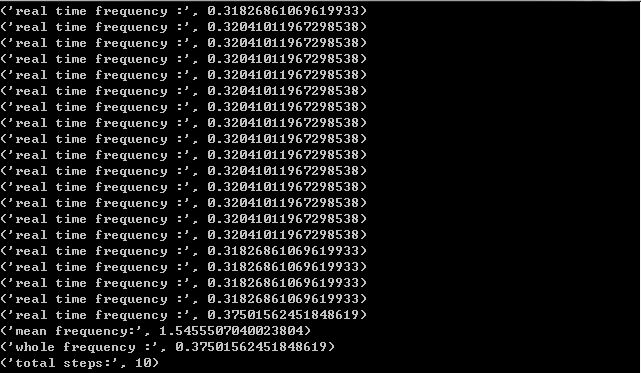 ('real time frequency :', 0.31826861069619933)
('real time frequency :', 0.32041011967298538)
('real time frequency :', 0.32041011967298538)
('real time frequency :', 0.32041011967298538)
('real time frequency :', 0.32041011967298538)
('real time frequency :', 0.32041011967298538)
('real time frequency :', 0.32041011967298538)
('real time frequency :', 0.32041011967298538)
('real time frequency :', 0.32041011967298538)
('real time frequency :', 0.32041011967298538)
('real time frequency :', 0.32041011967298538)
('real time frequency :', 0.32041011967298538)
('real time frequency :', 0.32041011967298538)
('real time frequency :', 0.32041011967298538)
('real time frequency :', 0.32041011967298538)
('real time frequency :', 0.31826861069619933)
('real time frequency :', 0.31826861069619933)
('real time frequency :', 0.31826861069619933)
('real time frequency :', 0.31826861069619933)
('real time frequency :', 0.37501562451848619)
('mean frequency:', 1.5455507040023804)
('whole frequency :', 0.37501562451848619)
('total steps:', 10)